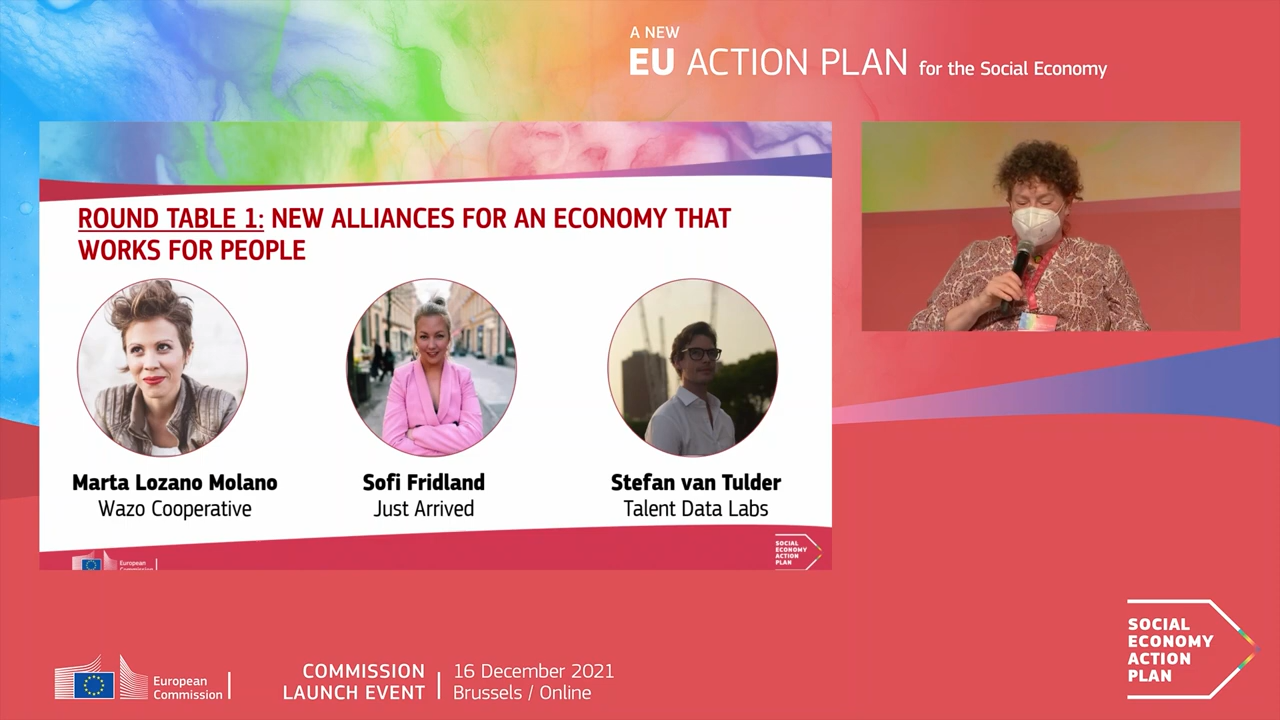 A NEW
EU ACTION PLAN for the Social Economy
ROUND TABLE 1: NEW ALLIANCES FOR AN ECONOMY THAT
WORKS FOR PEOPLE
Marta Lozano Molano
Wazo Cooperative
Sofi Fridland
Just Arrived
Stefan van Tulder
Talent Data Labs
European
Commission
SOCIAL
ECONOMY
ACTION
PLAN
European
Commission
COMMISSION
LAUNCH EVENT
16 December 2021
Brussels / Online
SOCIAL
ECONOMY
ACTION
PLAN